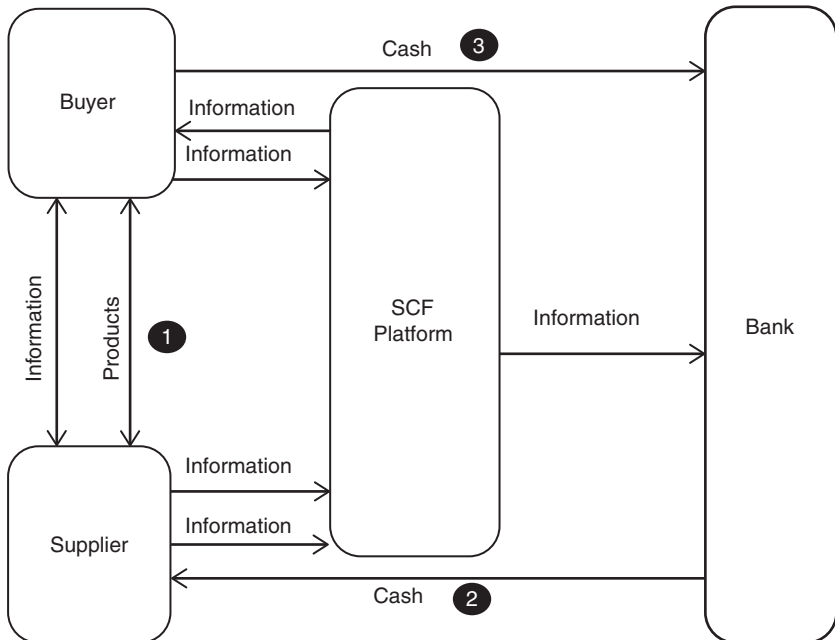 Cash 3
Buyer
Information
Information
SCF
Platform
Information
Bank
Information
Products
1
Information
Information
Supplier
Cash 2